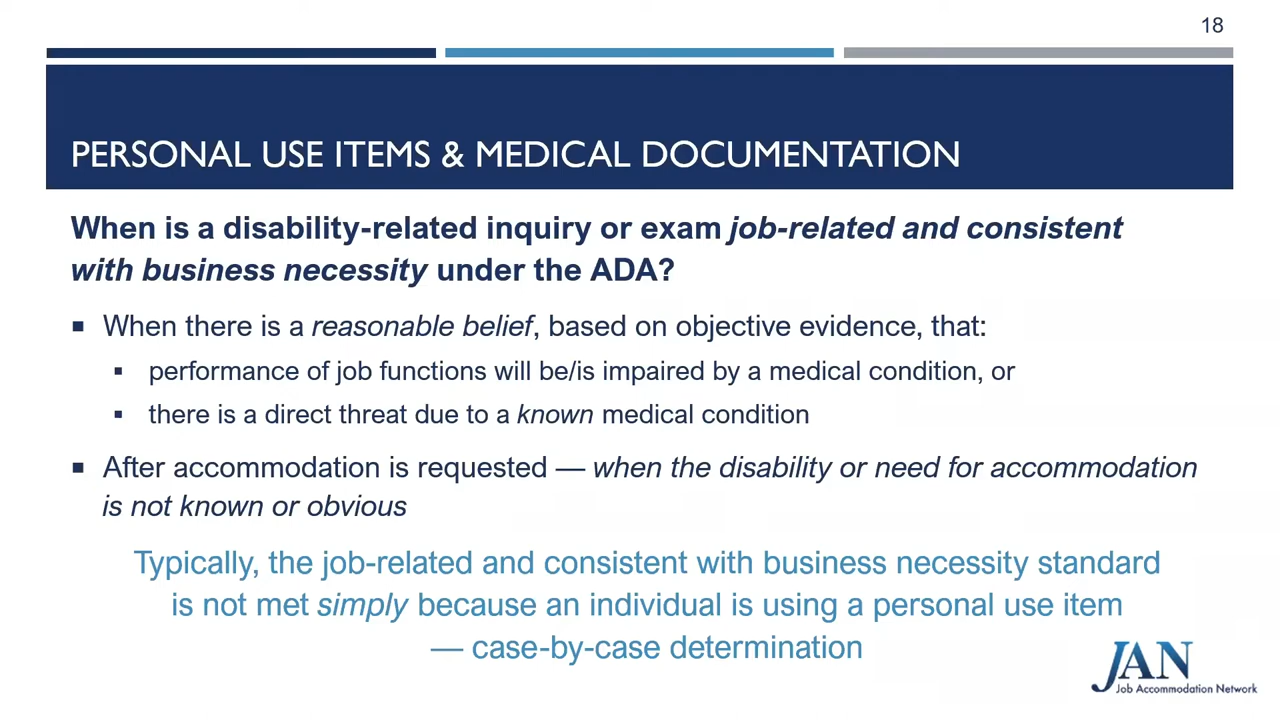 18
PERSONAL USE ITEMS & MEDICAL DOCUMENTATION
When is a disability-related inquiry or exam job-related and consistent
with business necessity under the ADA?
▪ When there is a reasonable belief, based on objective evidence, that:
▪ performance of job functions will be/is impaired by a medical condition, or
▪ there is a direct threat due to a known medical condition
▪ After accommodation is requested — when the disability or need for accommodation
is not known or obvious
Typically, the job-related and consistent with business necessity standard
is not met simply because an individual is using a personal use item
— case-by-case determination
JAN
Job Accommodation Network